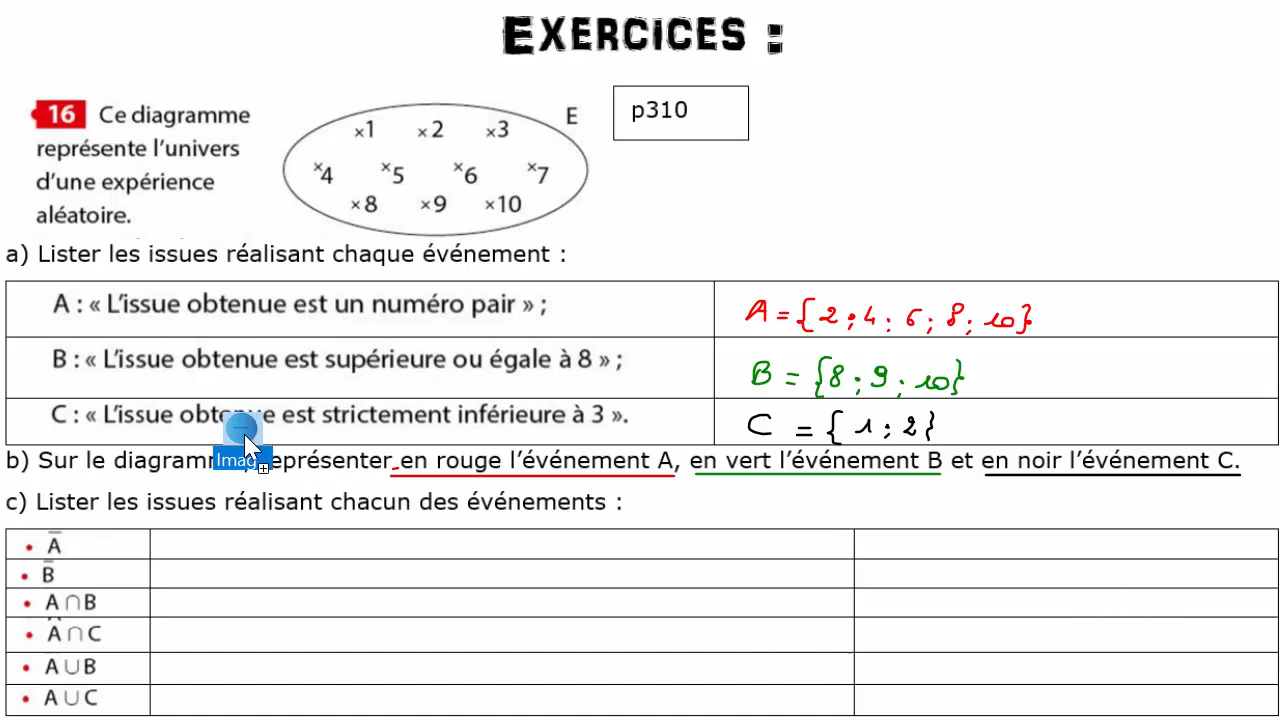 EXERCICES :
16 Ce diagramme
représente l'univers
d'une expérience
aléatoire.
×1 ×2 ×3
×4 ×5 ×6 ×7
×8 ×9 ×10
E
p310
a) Lister les issues réalisant chaque événement :
A : « L'issue obtenue est un numéro pair » ;
A = {2 ; 4 ; 6 ; 8 ; 10}
B : « L'issue obtenue est supérieure ou égale à 8 » ;
B = {8 ; 9 ; 10}
C : « L'issue obtenue est strictement inférieure à 3 ».
C = {1 ; 2}
b) Sur le diagramme, représenter en rouge l'événement A, en vert l'événement B et en noir l'événement C.
c) Lister les issues réalisant chacun des événements :
• A̅
• B̅
• A ∩ B
• A ∩ C
• A ∪ B
• A ∪ C